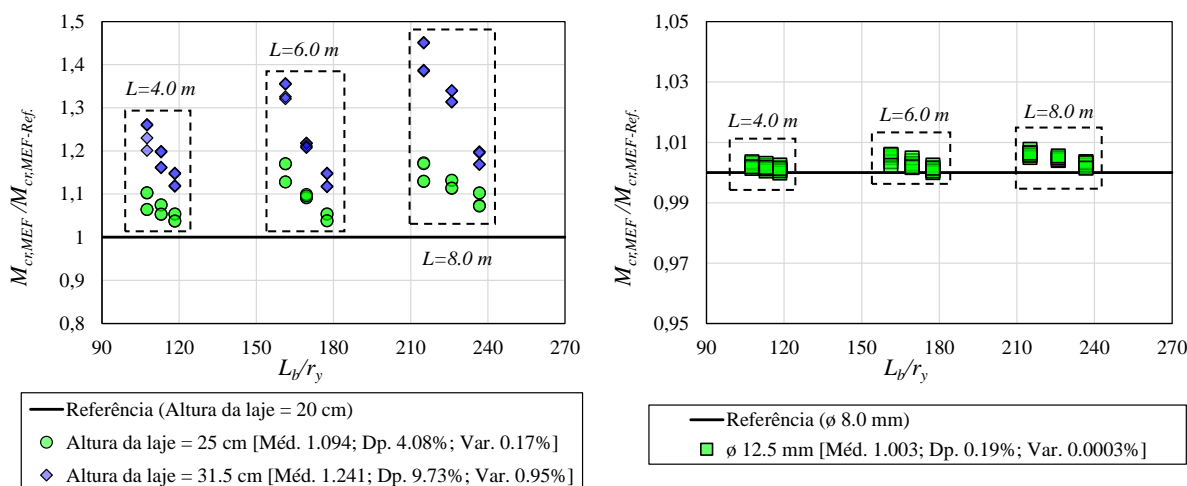 1,5
1,4
1,3
1,2
1,1
1
0,9
0,8
M_cr,MEF /M_cr,MEF-Ref.
L=4.0 m
L=6.0 m
L=8.0 m
90 120 150 180 210 240 270
L_b/r_y
Referência (Altura da laje = 20 cm)
Altura da laje = 25 cm [Méd. 1.094; Dp. 4.08%; Var. 0.17%]
Altura da laje = 31.5 cm [Méd. 1.241; Dp. 9.73%; Var. 0.95%]
1,05
1,03
1,01
0,99
0,97
0,95
M_cr,MEF /M_cr,MEF-Ref.
L=4.0 m
L=6.0 m
L=8.0 m
90 120 150 180 210 240 270
L_b/r_y
Referência (ø 8.0 mm)
ø 12.5 mm [Méd. 1.003; Dp. 0.19%; Var. 0.0003%]